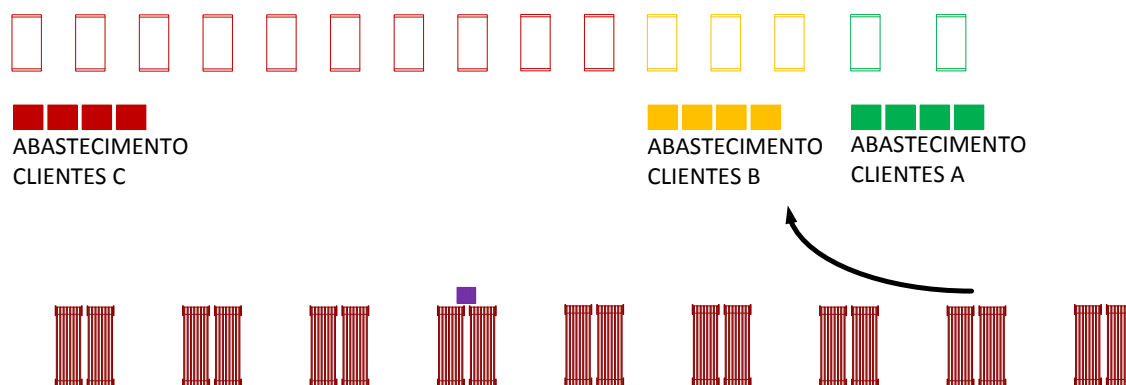 ABASTECIMENTO
CLIENTES C
ABASTECIMENTO
CLIENTES B
ABASTECIMENTO
CLIENTES A